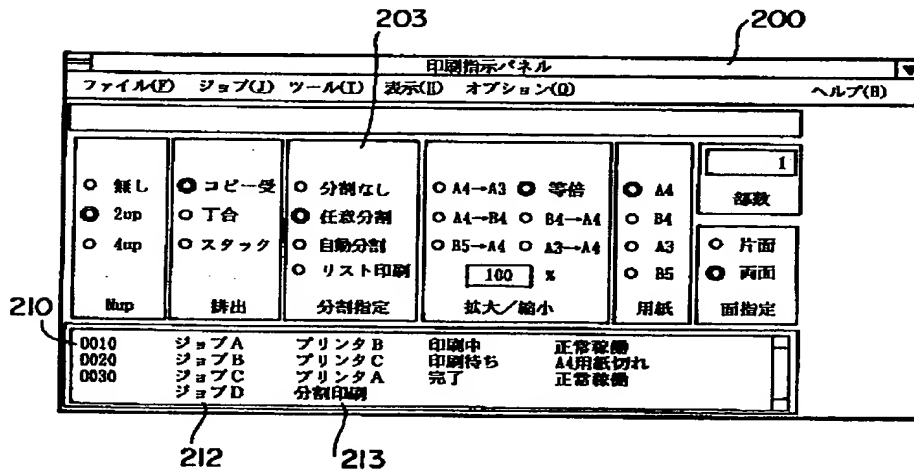 203
200
印刷指示パネル
ファイル(F) ジョブ(J) ツール(T) 表示(I) オプション(O) ヘルプ(H)
無し
2up
4up
Nup
コピー受
丁合
スタック
排出
分割なし
任意分割
自動分割
リスト印刷
分割指定
A4→A3 等倍
A4→B4 B4→A4
B5→A4 A3→A4
100 %
拡大/縮小
A4
B4
A3
B5
用紙
1
部数
片面
両面
面指定
210
0010 ジョブA プリンタB 印刷中 正常稼働
0020 ジョブB プリンタC 印刷待ち A4用紙切れ
0030 ジョブC プリンタA 完了 正常稼働
ジョブD 分割印刷
212
213